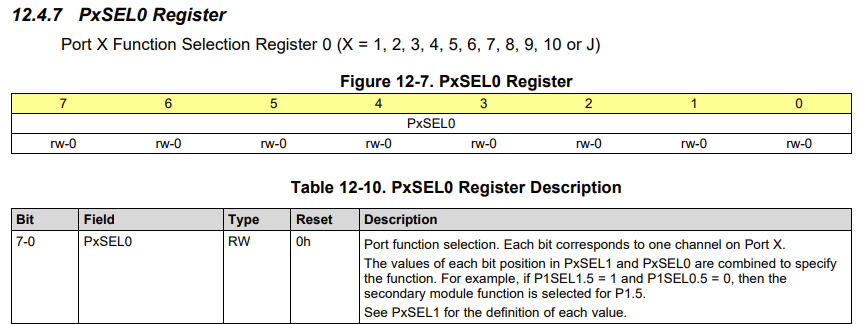 12.4.7 PxSEL0 Register
Port X Function Selection Register 0 (X = 1, 2, 3, 4, 5, 6, 7, 8, 9, 10 or J)
Figure 12-7. PxSEL0 Register
7 6 5 4 3 2 1 0
PxSEL0
rw-0 rw-0 rw-0 rw-0 rw-0 rw-0 rw-0 rw-0
Table 12-10. PxSEL0 Register Description
Bit Field Type Reset Description
7-0 PxSEL0 RW 0h Port function selection. Each bit corresponds to one channel on Port X.
The values of each bit position in PxSEL1 and PxSEL0 are combined to specify
the function. For example, if P1SEL1.5 = 1 and P1SEL0.5 = 0, then the
secondary module function is selected for P1.5.
See PxSEL1 for the definition of each value.